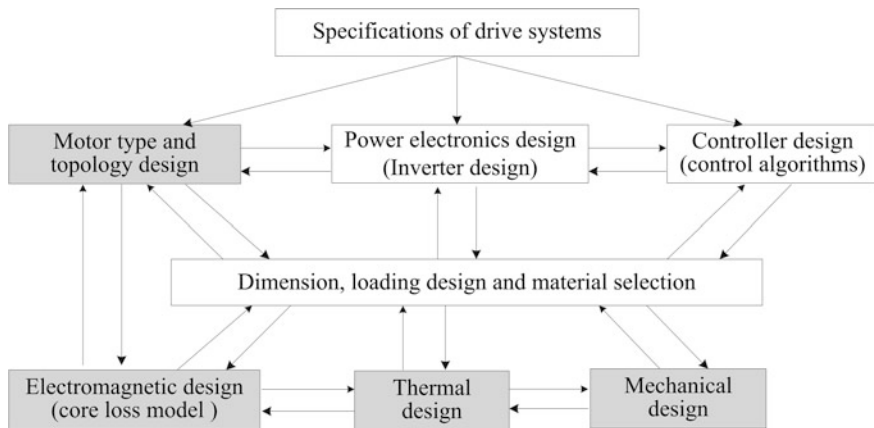 Specifications of drive systems
Motor type and
topology design
Power electronics design
(Inverter design)
Controller design
(control algorithms)
Dimension, loading design and material selection
Electromagnetic design
(core loss model )
Thermal
design
Mechanical
design